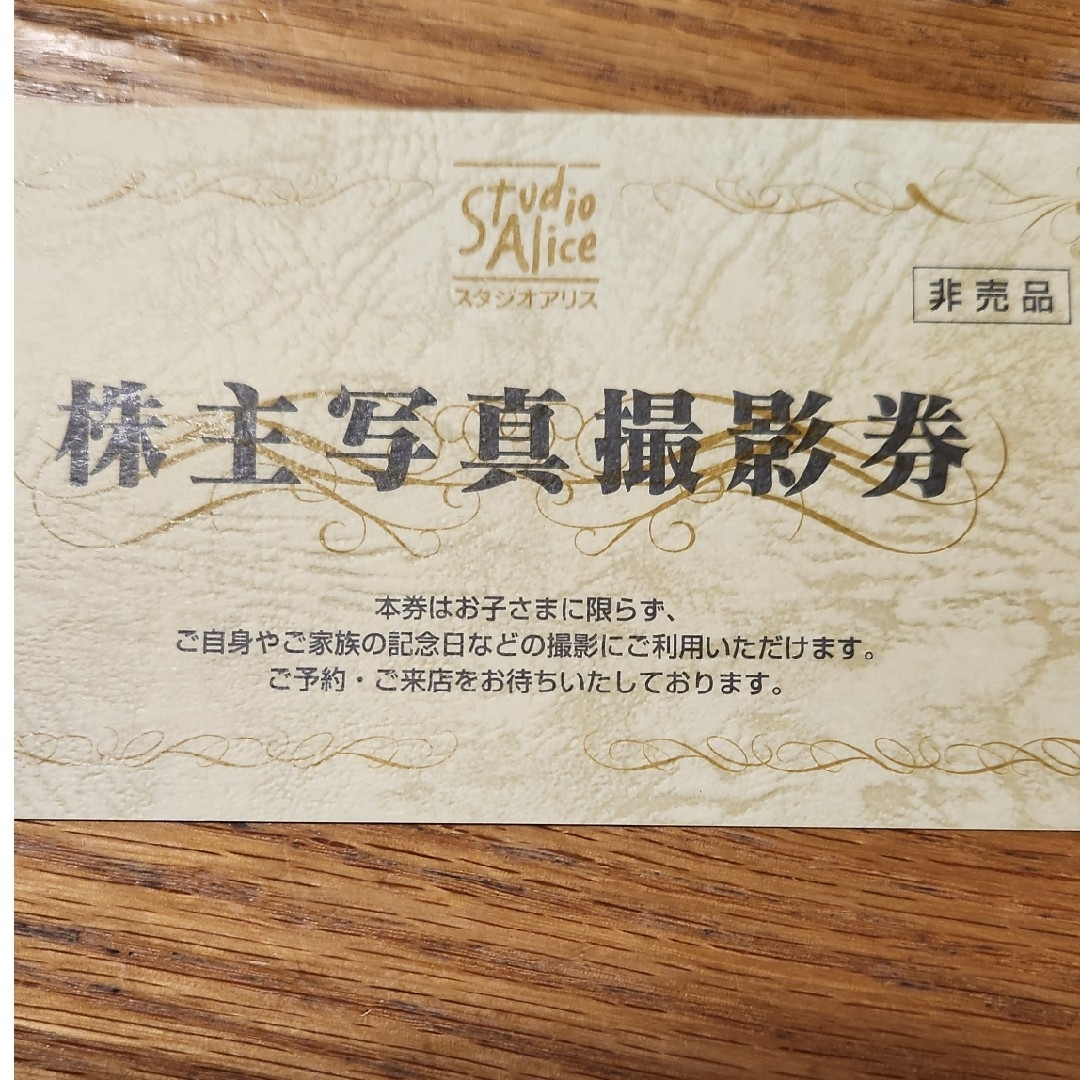 Studio
Alice
スタジオアリス
非売品
株主写真撮影券
本券はお子さまに限らず、
ご自身やご家族の記念日などの撮影にご利用いただけます。
ご予約・ご来店をお待ちいたしております。